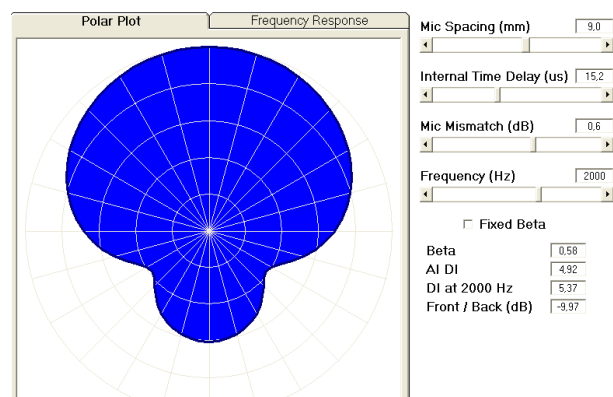 Polar Plot
Frequency Response
Mic Spacing (mm) 9,0
Internal Time Delay (us) 15,2
Mic Mismatch (dB) 0,6
Frequency (Hz) 2000
Fixed Beta
Beta 0,58
AI DI 4,92
DI at 2000 Hz 5,37
Front / Back (dB) -9,97